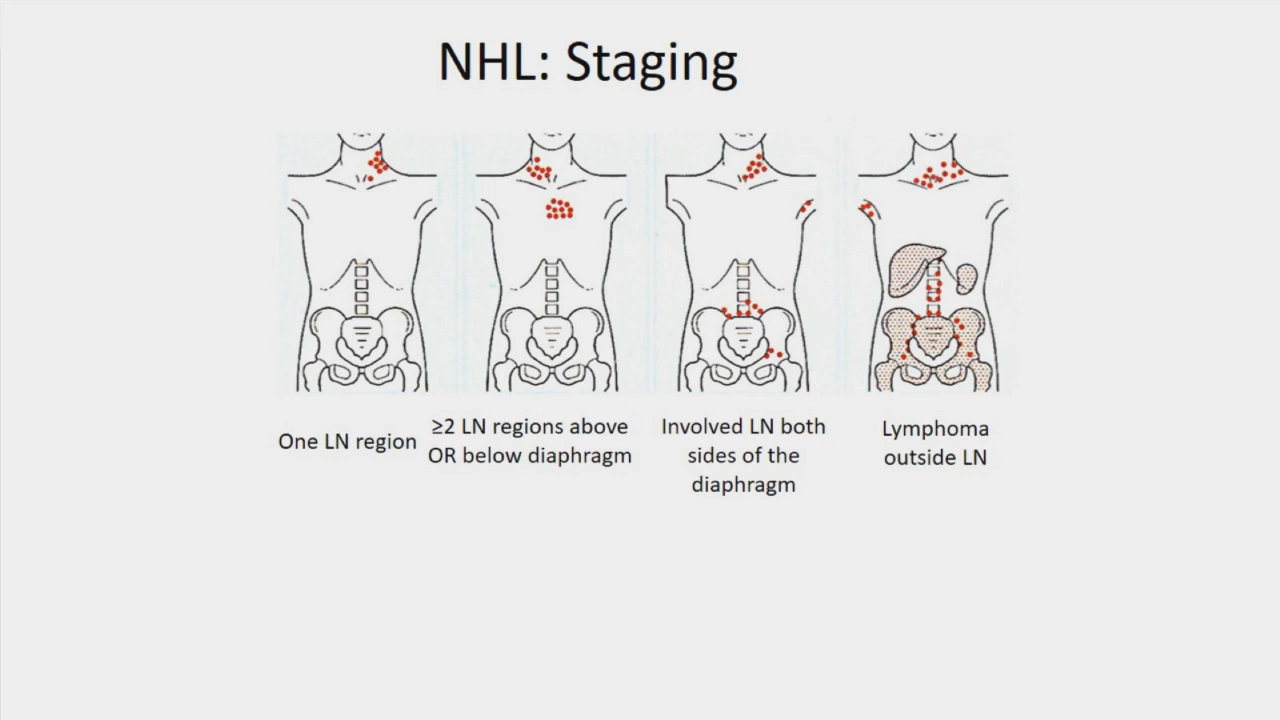 NHL: Staging
One LN region
≥2 LN regions above
OR below diaphragm
Involved LN both
sides of the
diaphragm
Lymphoma
outside LN